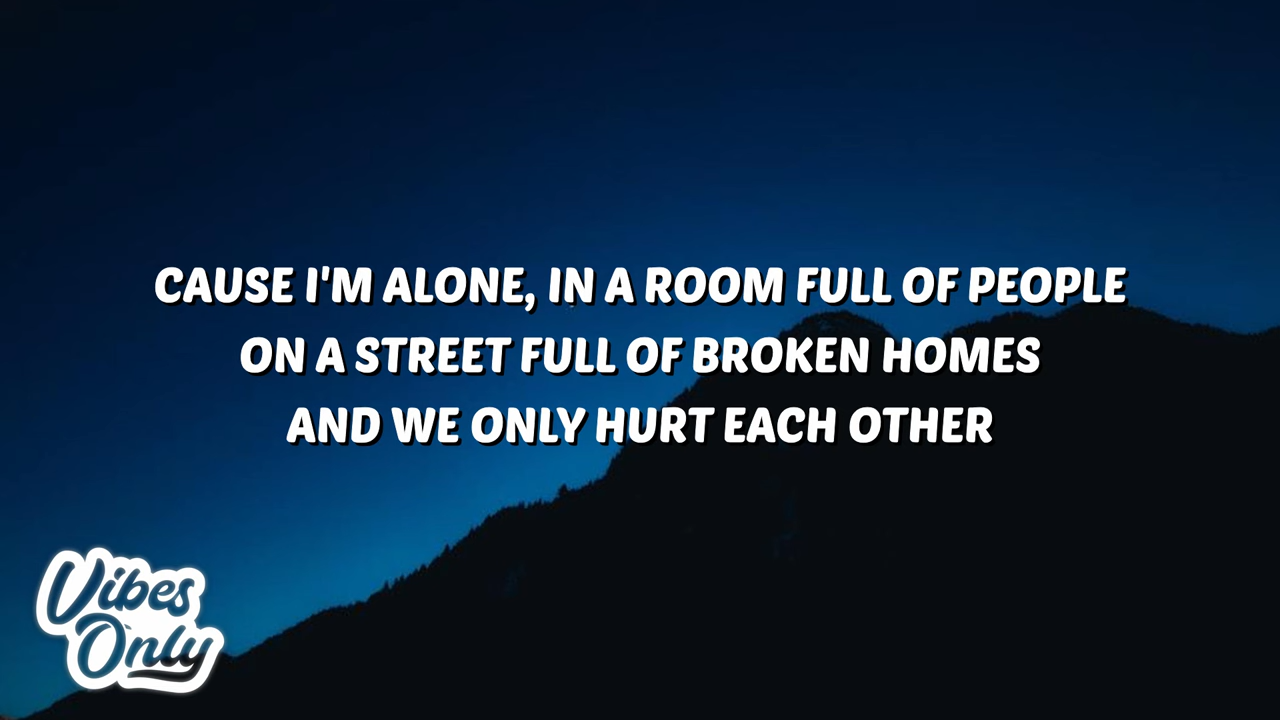 CAUSE I'M ALONE, IN A ROOM FULL OF PEOPLE
ON A STREET FULL OF BROKEN HOMES
AND WE ONLY HURT EACH OTHER
Vibes
Only